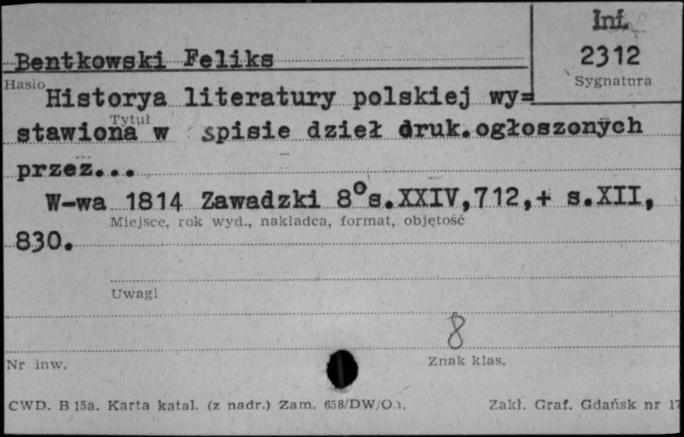 Inf.
Bentkowski Feliks
2312
Hasło
Sygnatura
Historya literatury polskiej wy=
Tytuł
stawiona w spisie dzieł druk.ogłoszonych
przez...
W-wa 1814 Zawadzki 8°s.XXIV,712,+ s.XII,
Miejsce, rok wyd., nakładca, format, objętość
830.
Uwagi
8
Nr inw.
Znak klas.
CWD. B 15a. Karta katal. (z nadr.) Zam. 658/DW/O.
Zakł. Graf. Gdańsk nr